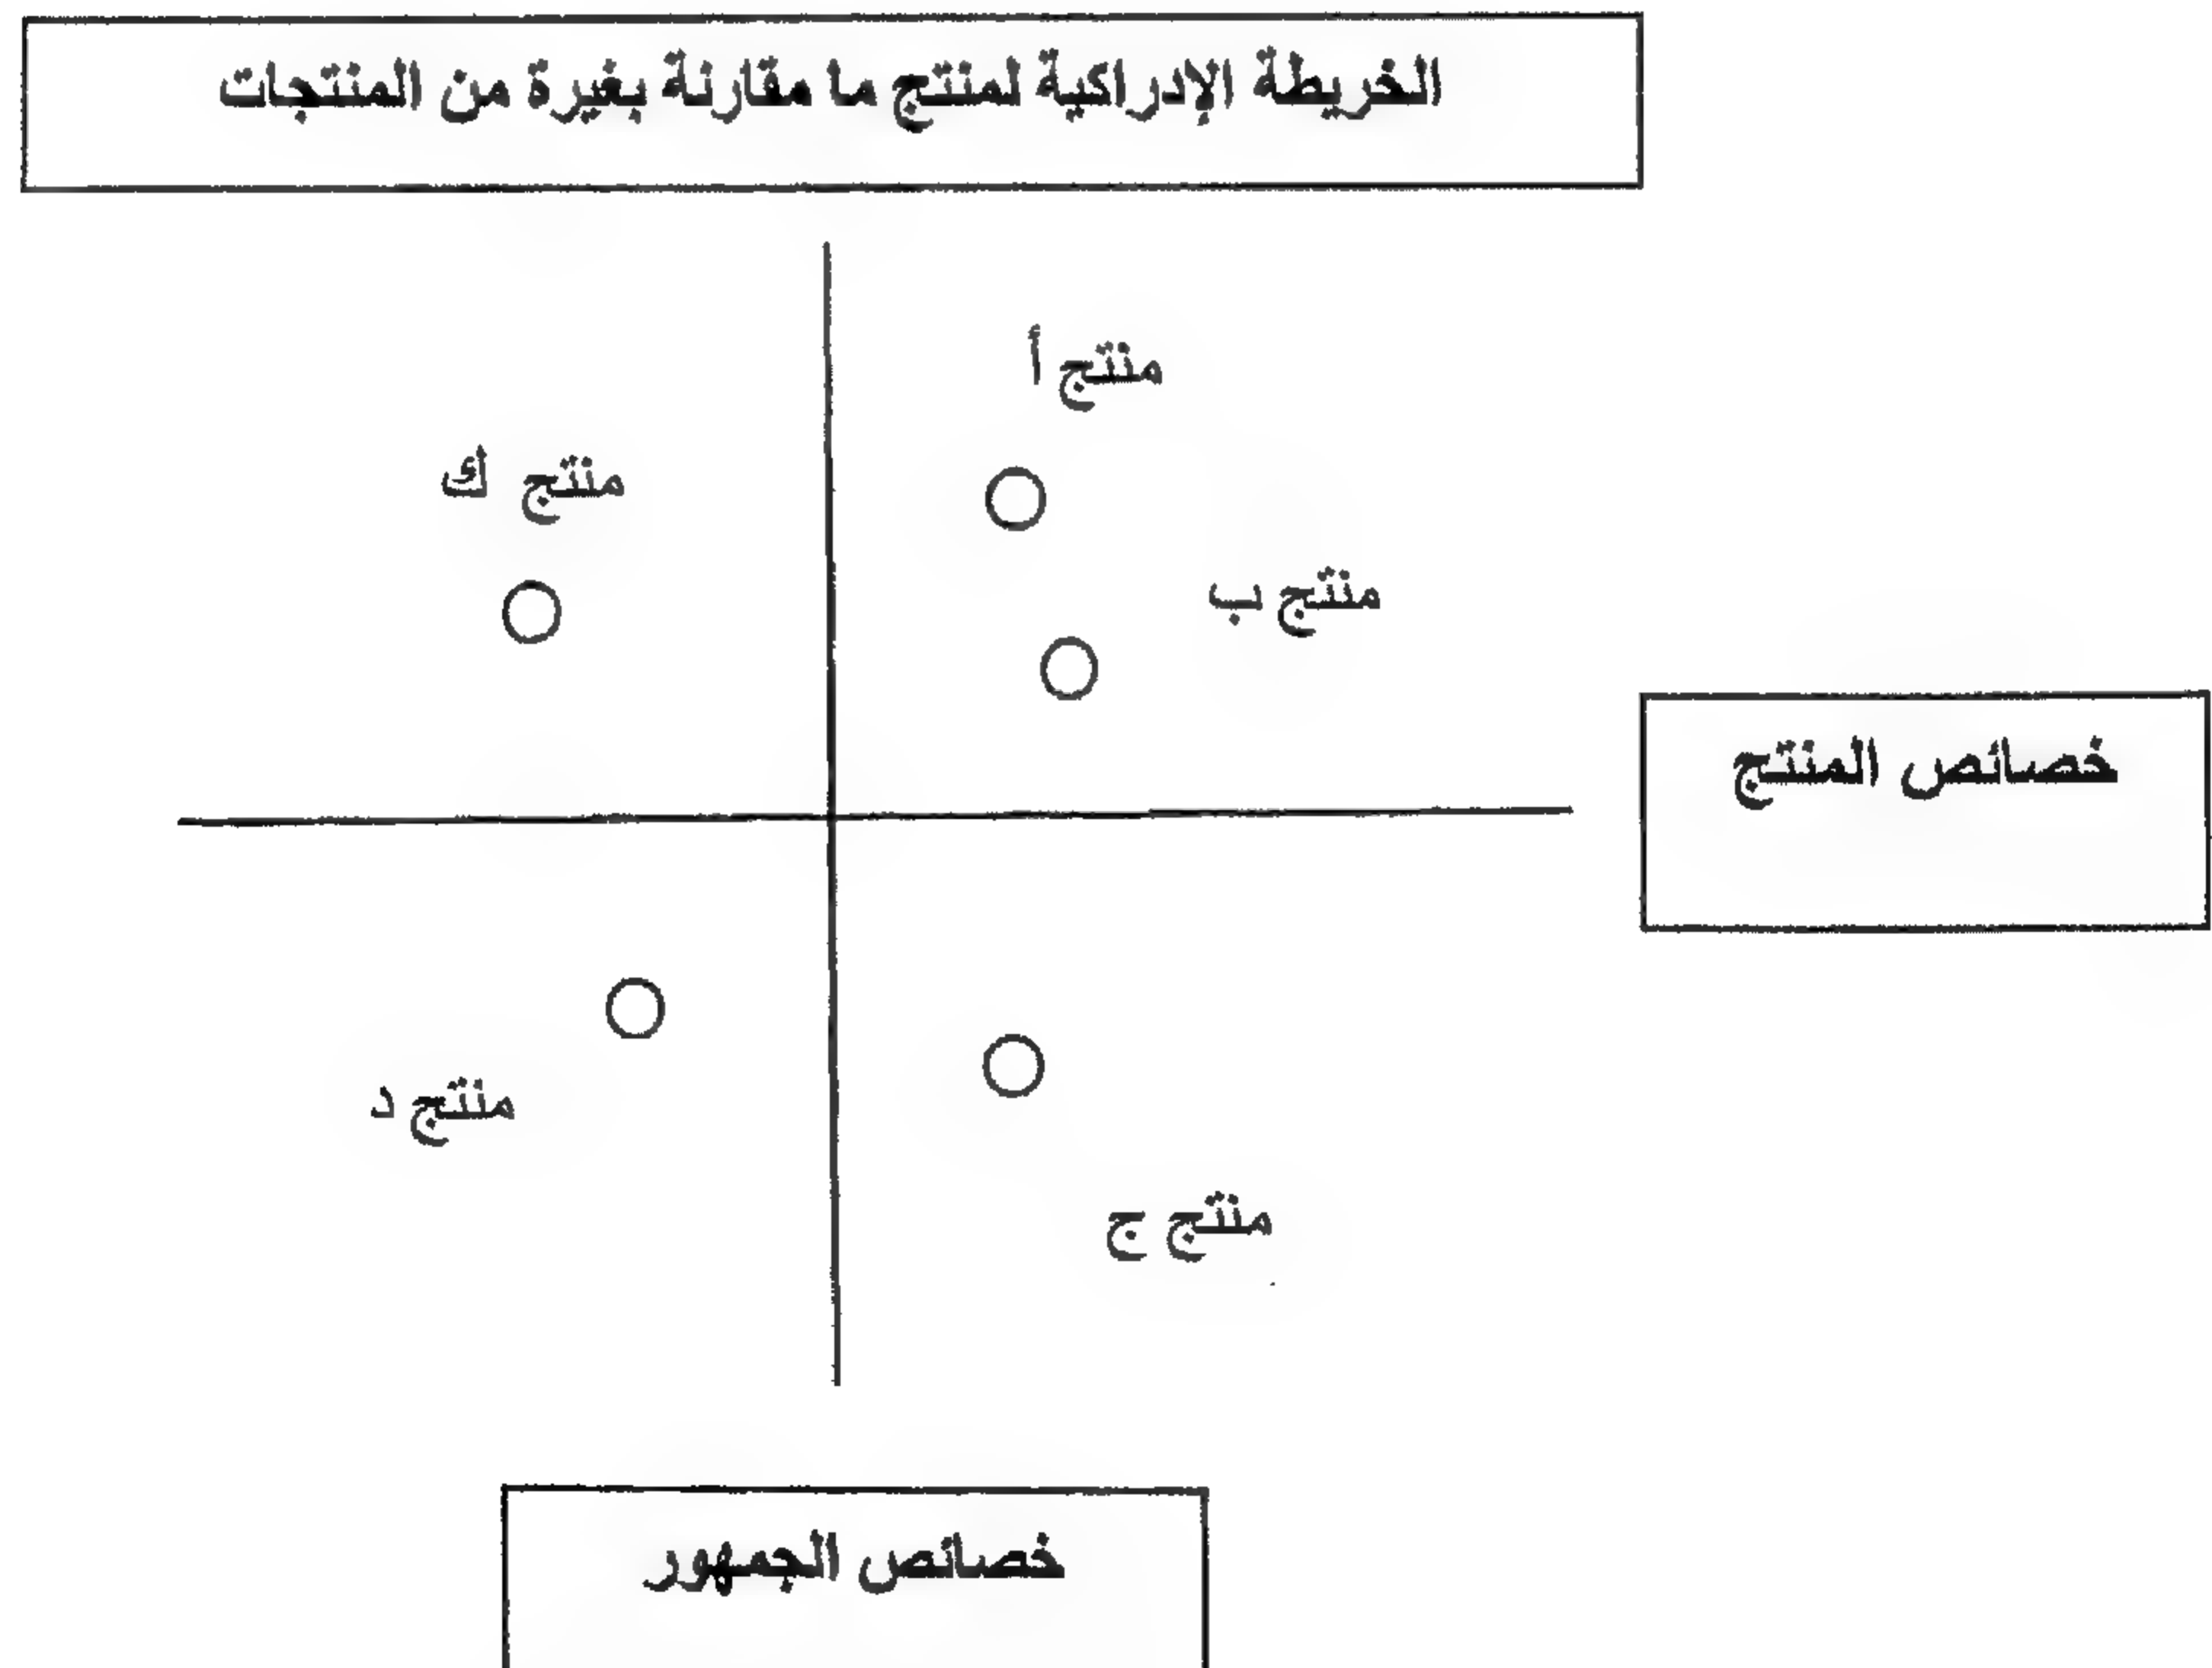 الخريطة الإدراكية لمنتج ما مقارنة بغيرة من المنتجات
منتج أ
منتج ك
منتج ب
خصائص المنتج
منتج د
منتج ج
خصائص الجمهور